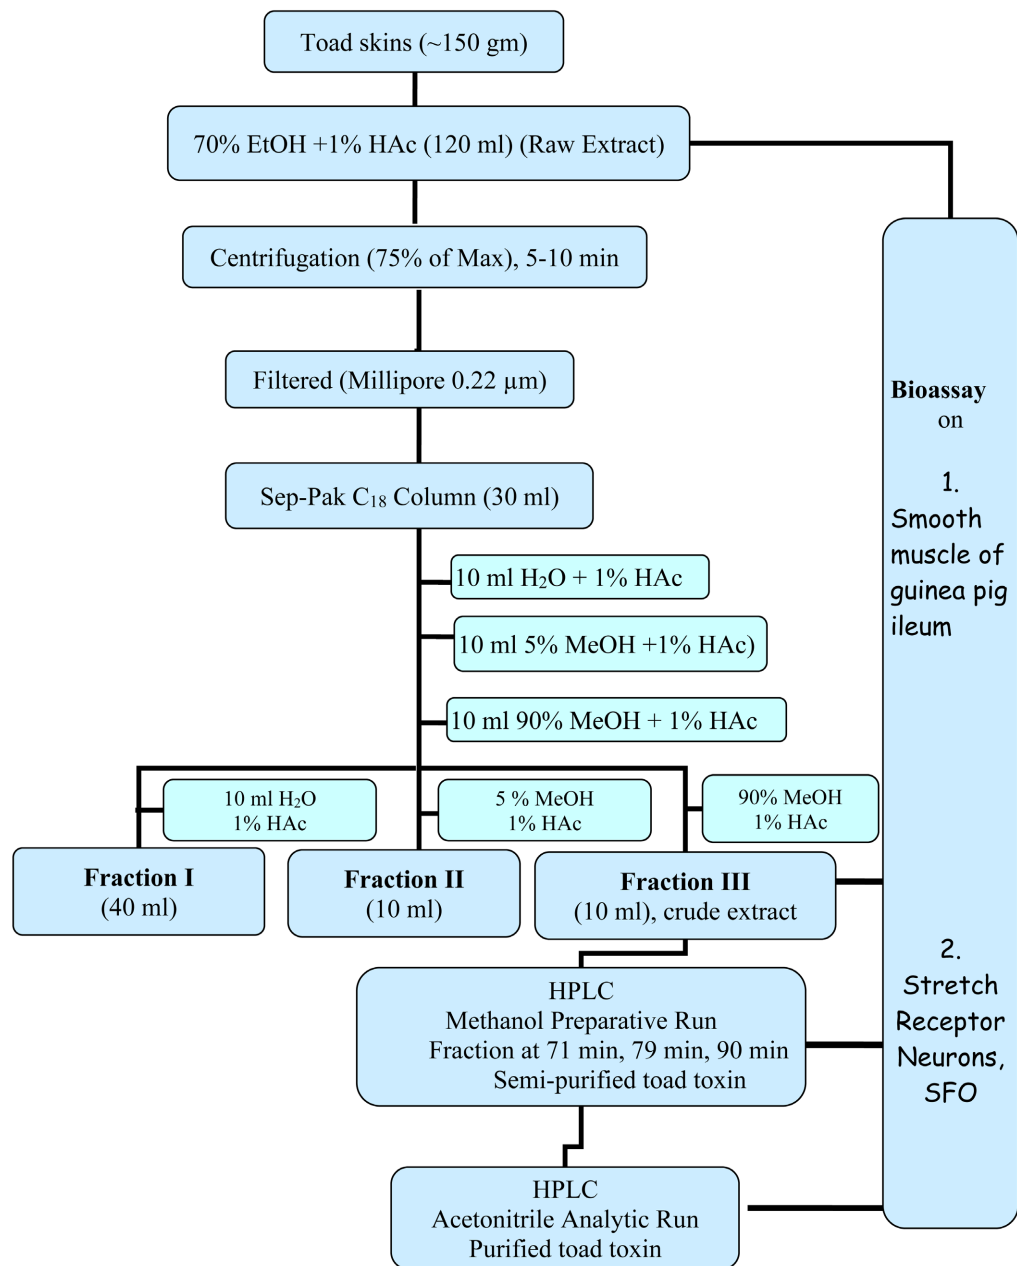 Toad skins (~150 gm)
70% EtOH +1% HAc (120 ml) (Raw Extract)
Centrifugation (75% of Max), 5-10 min
Filtered (Millipore 0.22 µm)
Sep-Pak C₁₈ Column (30 ml)
10 ml H₂O + 1% HAc
10 ml 5% MeOH +1% HAc)
10 ml 90% MeOH + 1% HAc
10 ml H₂O
1% HAc
5 % MeOH
1% HAc
90% MeOH
1% HAc
Fraction I
(40 ml)
Fraction II
(10 ml)
Fraction III
(10 ml), crude extract
HPLC
Methanol Preparative Run
Fraction at 71 min, 79 min, 90 min
Semi-purified toad toxin
HPLC
Acetonitrile Analytic Run
Purified toad toxin
Bioassay
on
1.
Smooth
muscle of
guinea pig
ileum
2.
Stretch
Receptor
Neurons,
SFO